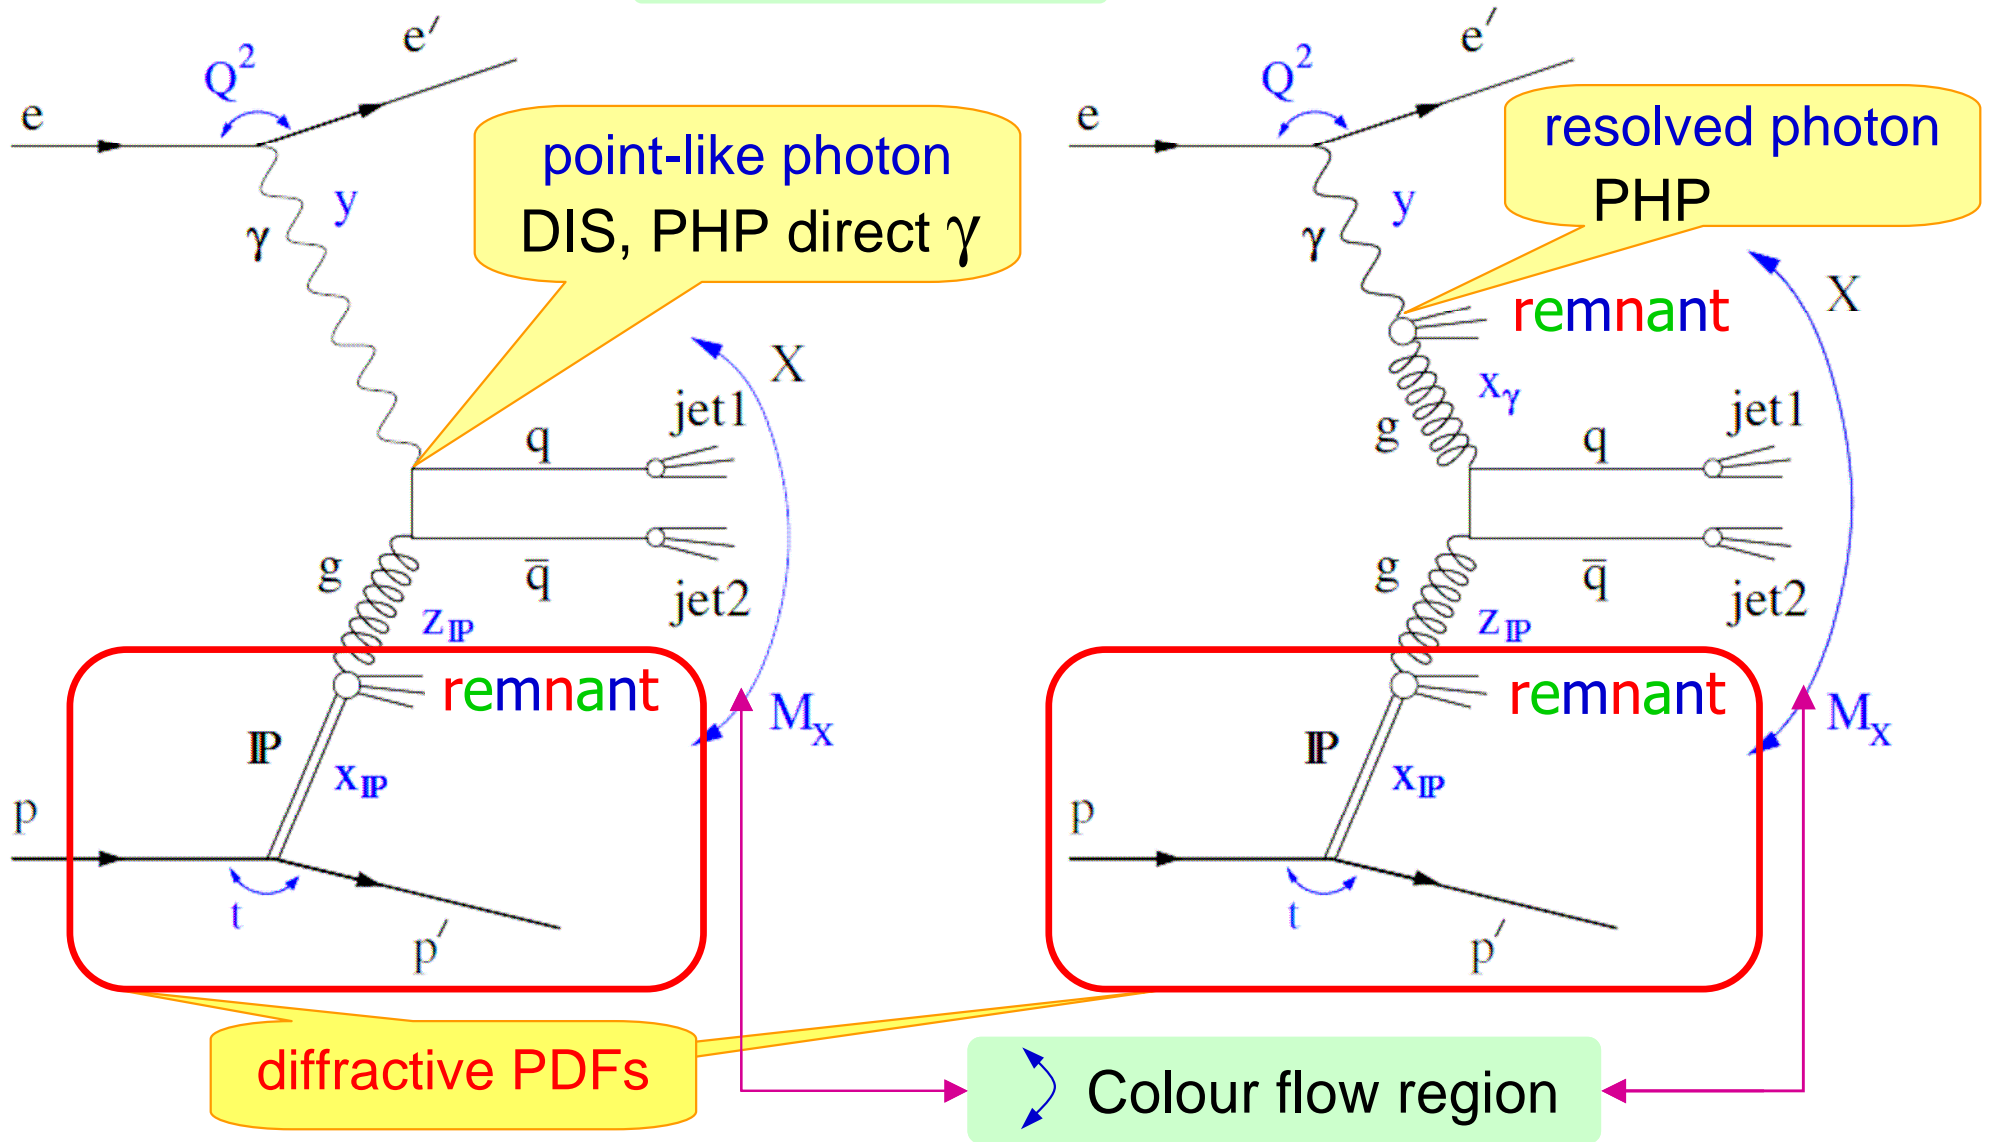 e
Q²
e′
γ
y
point-like photon
DIS, PHP direct γ
X
q
jet1
g
q̄
jet2
z_IP
remnant
M_X
IP
x_IP
p
t
p′
e
Q²
e′
γ
y
resolved photon
PHP
remnant
X
x_γ
g
q
jet1
g
q̄
jet2
z_IP
remnant
M_X
IP
x_IP
p
t
p′
diffractive PDFs
Colour flow region